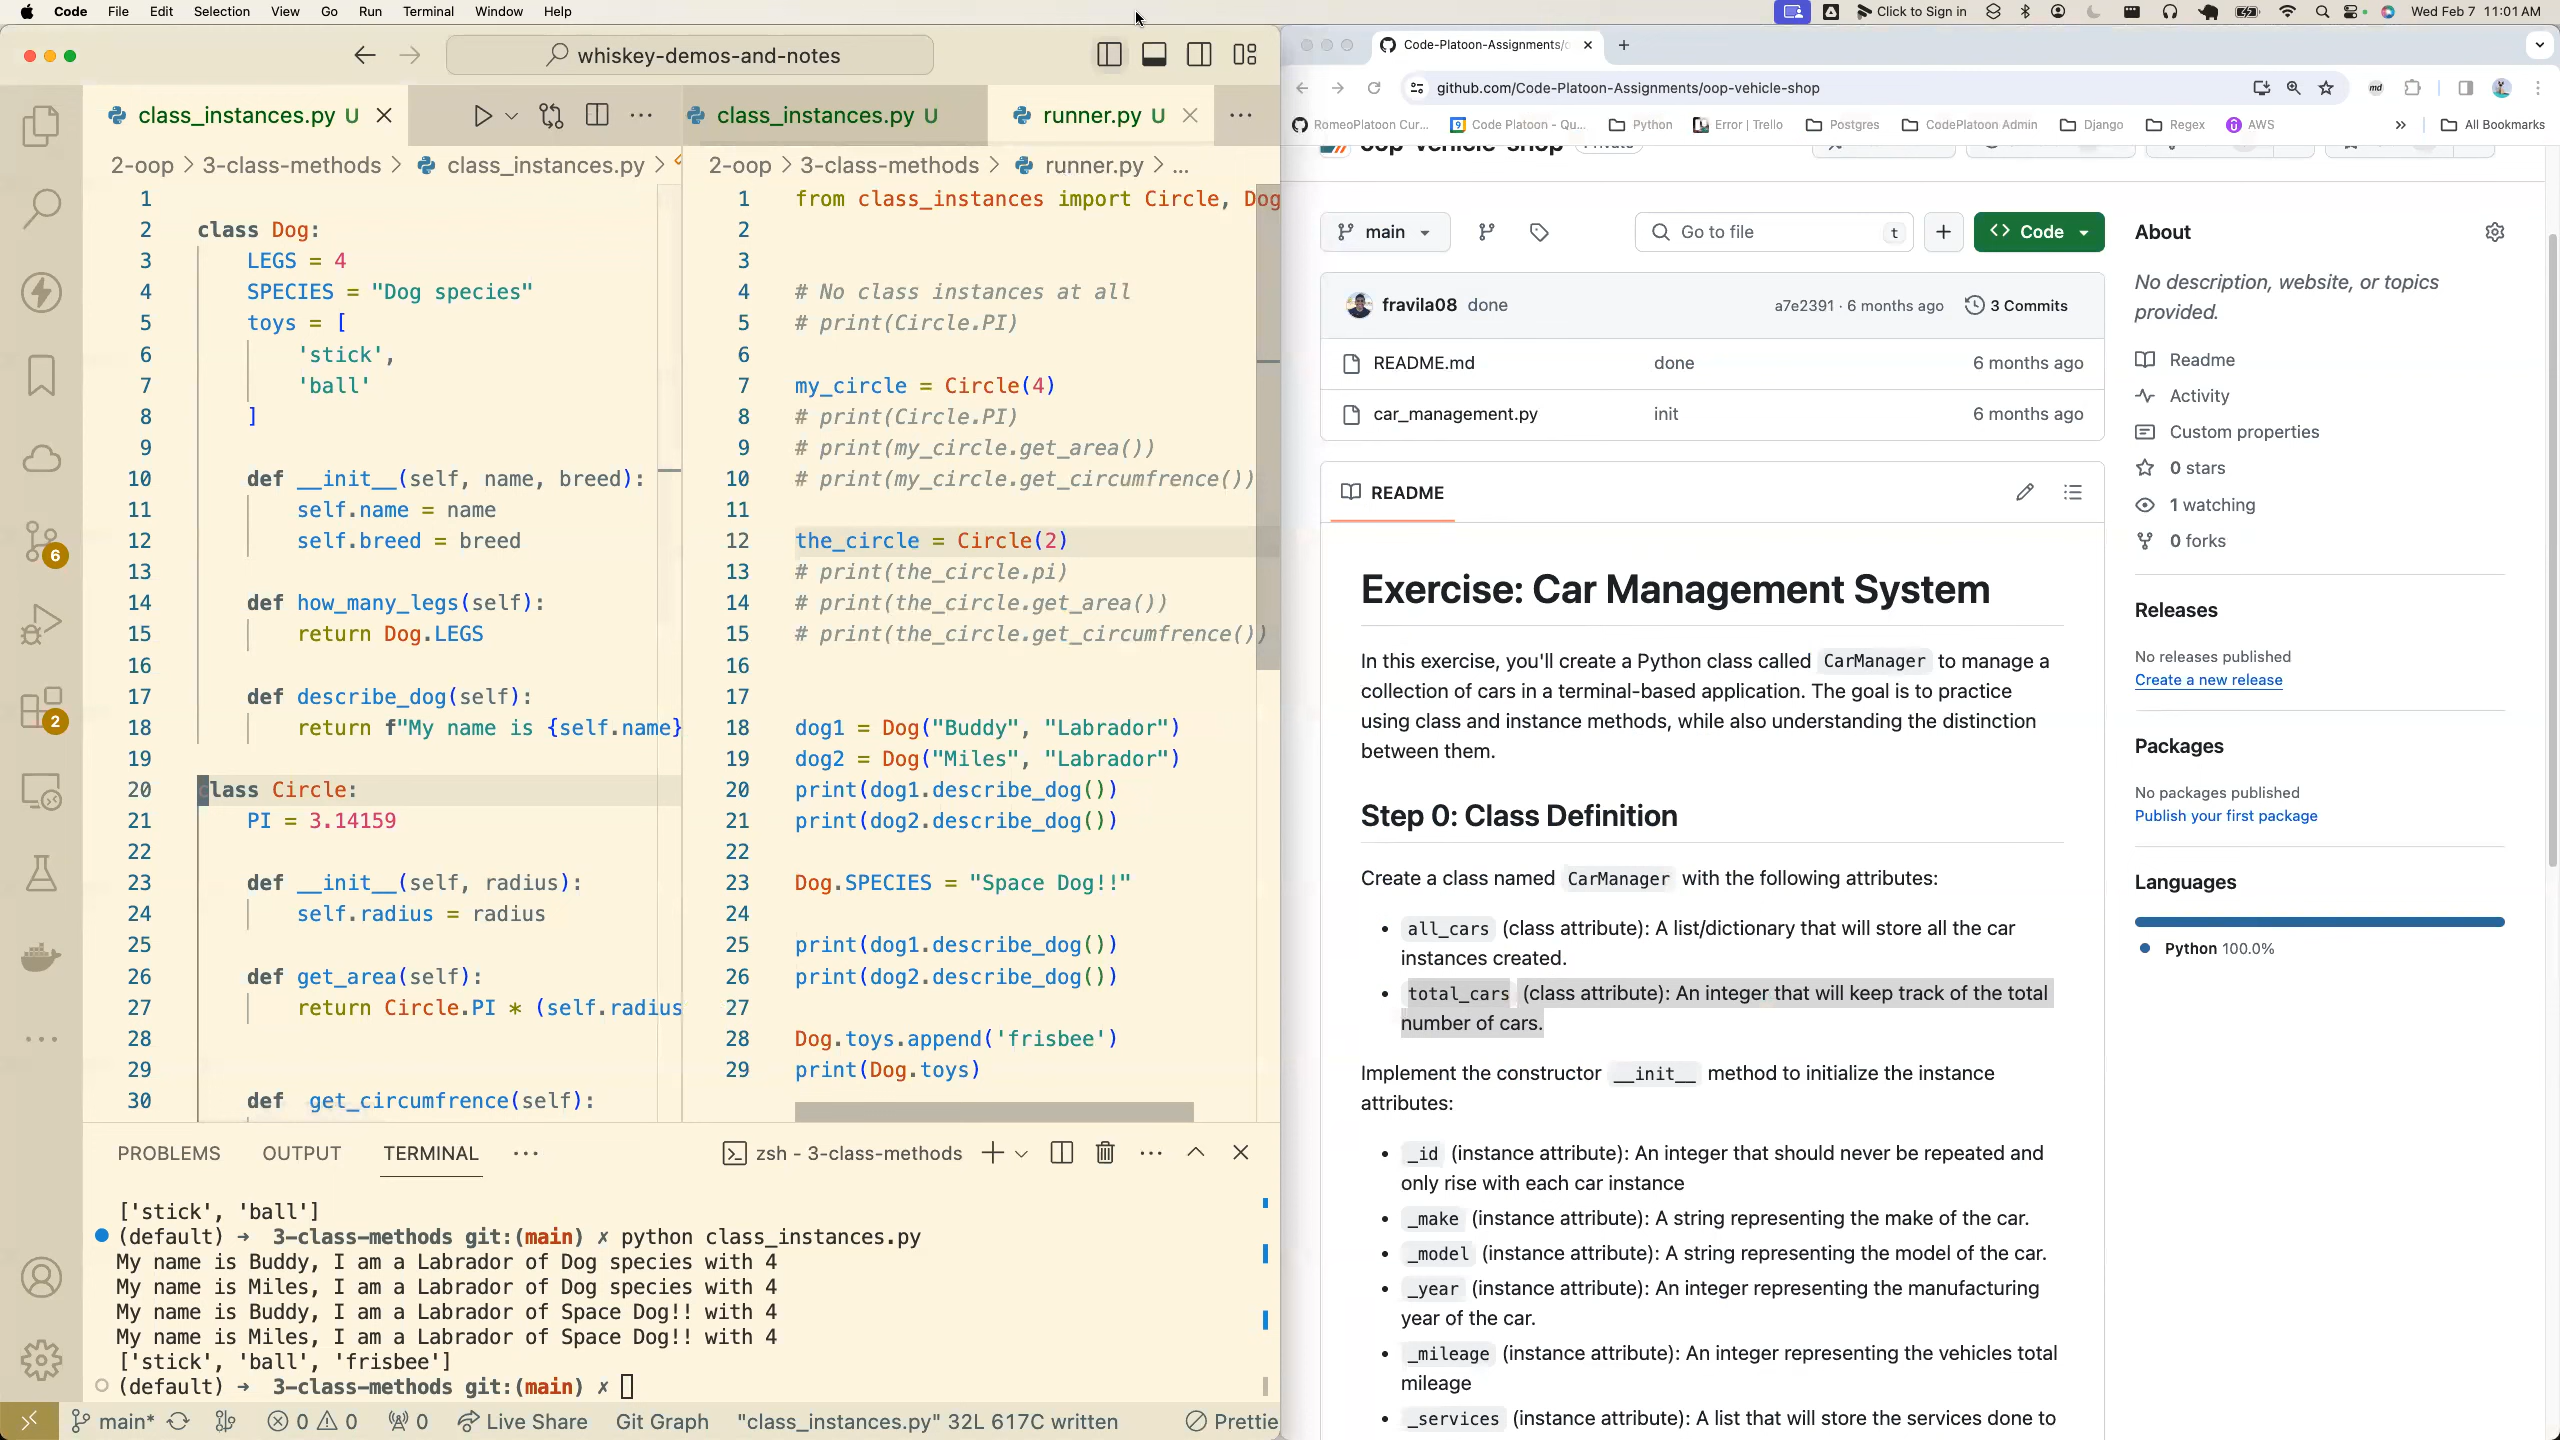 Code File Edit Selection View Go Run Terminal Window Help
Click to Sign in Wed Feb 7 11:01 AM
whiskey-demos-and-notes
class_instances.py U
class_instances.py U runner.py U
2-oop > 3-class-methods > class_instances.py >
2-oop > 3-class-methods > runner.py > ...
1
2 class Dog:
3 LEGS = 4
4 SPECIES = "Dog species"
5 toys = [
6 'stick',
7 'ball'
8 ]
9
10 def __init__(self, name, breed):
11 self.name = name
12 self.breed = breed
13
14 def how_many_legs(self):
15 return Dog.LEGS
16
17 def describe_dog(self):
18 return f"My name is {self.name}
19
20 class Circle:
21 PI = 3.14159
22
23 def __init__(self, radius):
24 self.radius = radius
25
26 def get_area(self):
27 return Circle.PI * (self.radius
28
29
30 def get_circumfrence(self):
1 from class_instances import Circle, Dog
2
3
4 # No class instances at all
5 # print(Circle.PI)
6
7 my_circle = Circle(4)
8 # print(Circle.PI)
9 # print(my_circle.get_area())
10 # print(my_circle.get_circumfrence())
11
12 the_circle = Circle(2)
13 # print(the_circle.pi)
14 # print(the_circle.get_area())
15 # print(the_circle.get_circumfrence())
16
17
18 dog1 = Dog("Buddy", "Labrador")
19 dog2 = Dog("Miles", "Labrador")
20 print(dog1.describe_dog())
21 print(dog2.describe_dog())
22
23 Dog.SPECIES = "Space Dog!!"
24
25 print(dog1.describe_dog())
26 print(dog2.describe_dog())
27
28 Dog.toys.append('frisbee')
29 print(Dog.toys)
6
2
PROBLEMS OUTPUT TERMINAL ... zsh - 3-class-methods
['stick', 'ball']
(default) → 3-class-methods git:(main) ✗ python class_instances.py
My name is Buddy, I am a Labrador of Dog species with 4
My name is Miles, I am a Labrador of Dog species with 4
My name is Buddy, I am a Labrador of Space Dog!! with 4
My name is Miles, I am a Labrador of Space Dog!! with 4
['stick', 'ball', 'frisbee']
(default) → 3-class-methods git:(main) ✗
main* 0 0 0 Live Share Git Graph "class_instances.py" 32L 617C written Prettie
Code-Platoon-Assignments/o
github.com/Code-Platoon-Assignments/oop-vehicle-shop
RomeoPlatoon Cur... Code Platoon - Qu... Python Error | Trello Postgres CodePlatoon Admin Django Regex AWS » All Bookmarks
oop-vehicle-shop Private
main Go to file t Code
fravila08 done a7e2391 · 6 months ago 3 Commits
README.md done 6 months ago
car_management.py init 6 months ago
README
Exercise: Car Management System
In this exercise, you'll create a Python class called CarManager to manage a
collection of cars in a terminal-based application. The goal is to practice
using class and instance methods, while also understanding the distinction
between them.
Step 0: Class Definition
Create a class named CarManager with the following attributes:
• all_cars (class attribute): A list/dictionary that will store all the car
instances created.
• total_cars (class attribute): An integer that will keep track of the total
number of cars.
Implement the constructor __init__ method to initialize the instance
attributes:
• _id (instance attribute): An integer that should never be repeated and
only rise with each car instance
• _make (instance attribute): A string representing the make of the car.
• _model (instance attribute): A string representing the model of the car.
• _year (instance attribute): An integer representing the manufacturing
year of the car.
• _mileage (instance attribute): An integer representing the vehicles total
mileage
• _services (instance attribute): A list that will store the services done to
About
No description, website, or topics
provided.
Readme
Activity
Custom properties
0 stars
1 watching
0 forks
Releases
No releases published
Create a new release
Packages
No packages published
Publish your first package
Languages
Python 100.0%